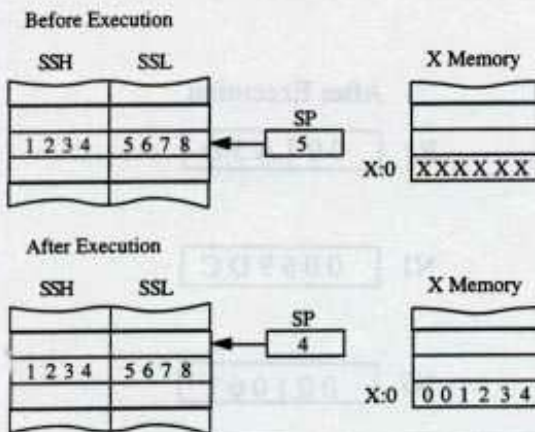 Before Execution
SSH SSL X Memory
SP
1 2 3 4 5 6 7 8 5
X:0 X X X X X X
After Execution
SSH SSL X Memory
SP
4
1 2 3 4 5 6 7 8
X:0 0 0 1 2 3 4